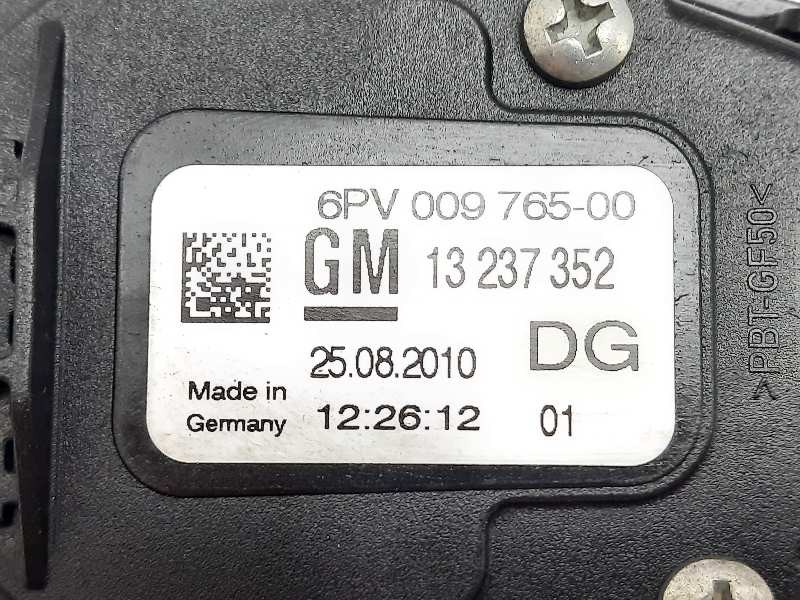 6PV 009 765-00
GM 13 237 352
25.08.2010 DG
Made in
Germany 12:26:12 01
>PBT-GF50<